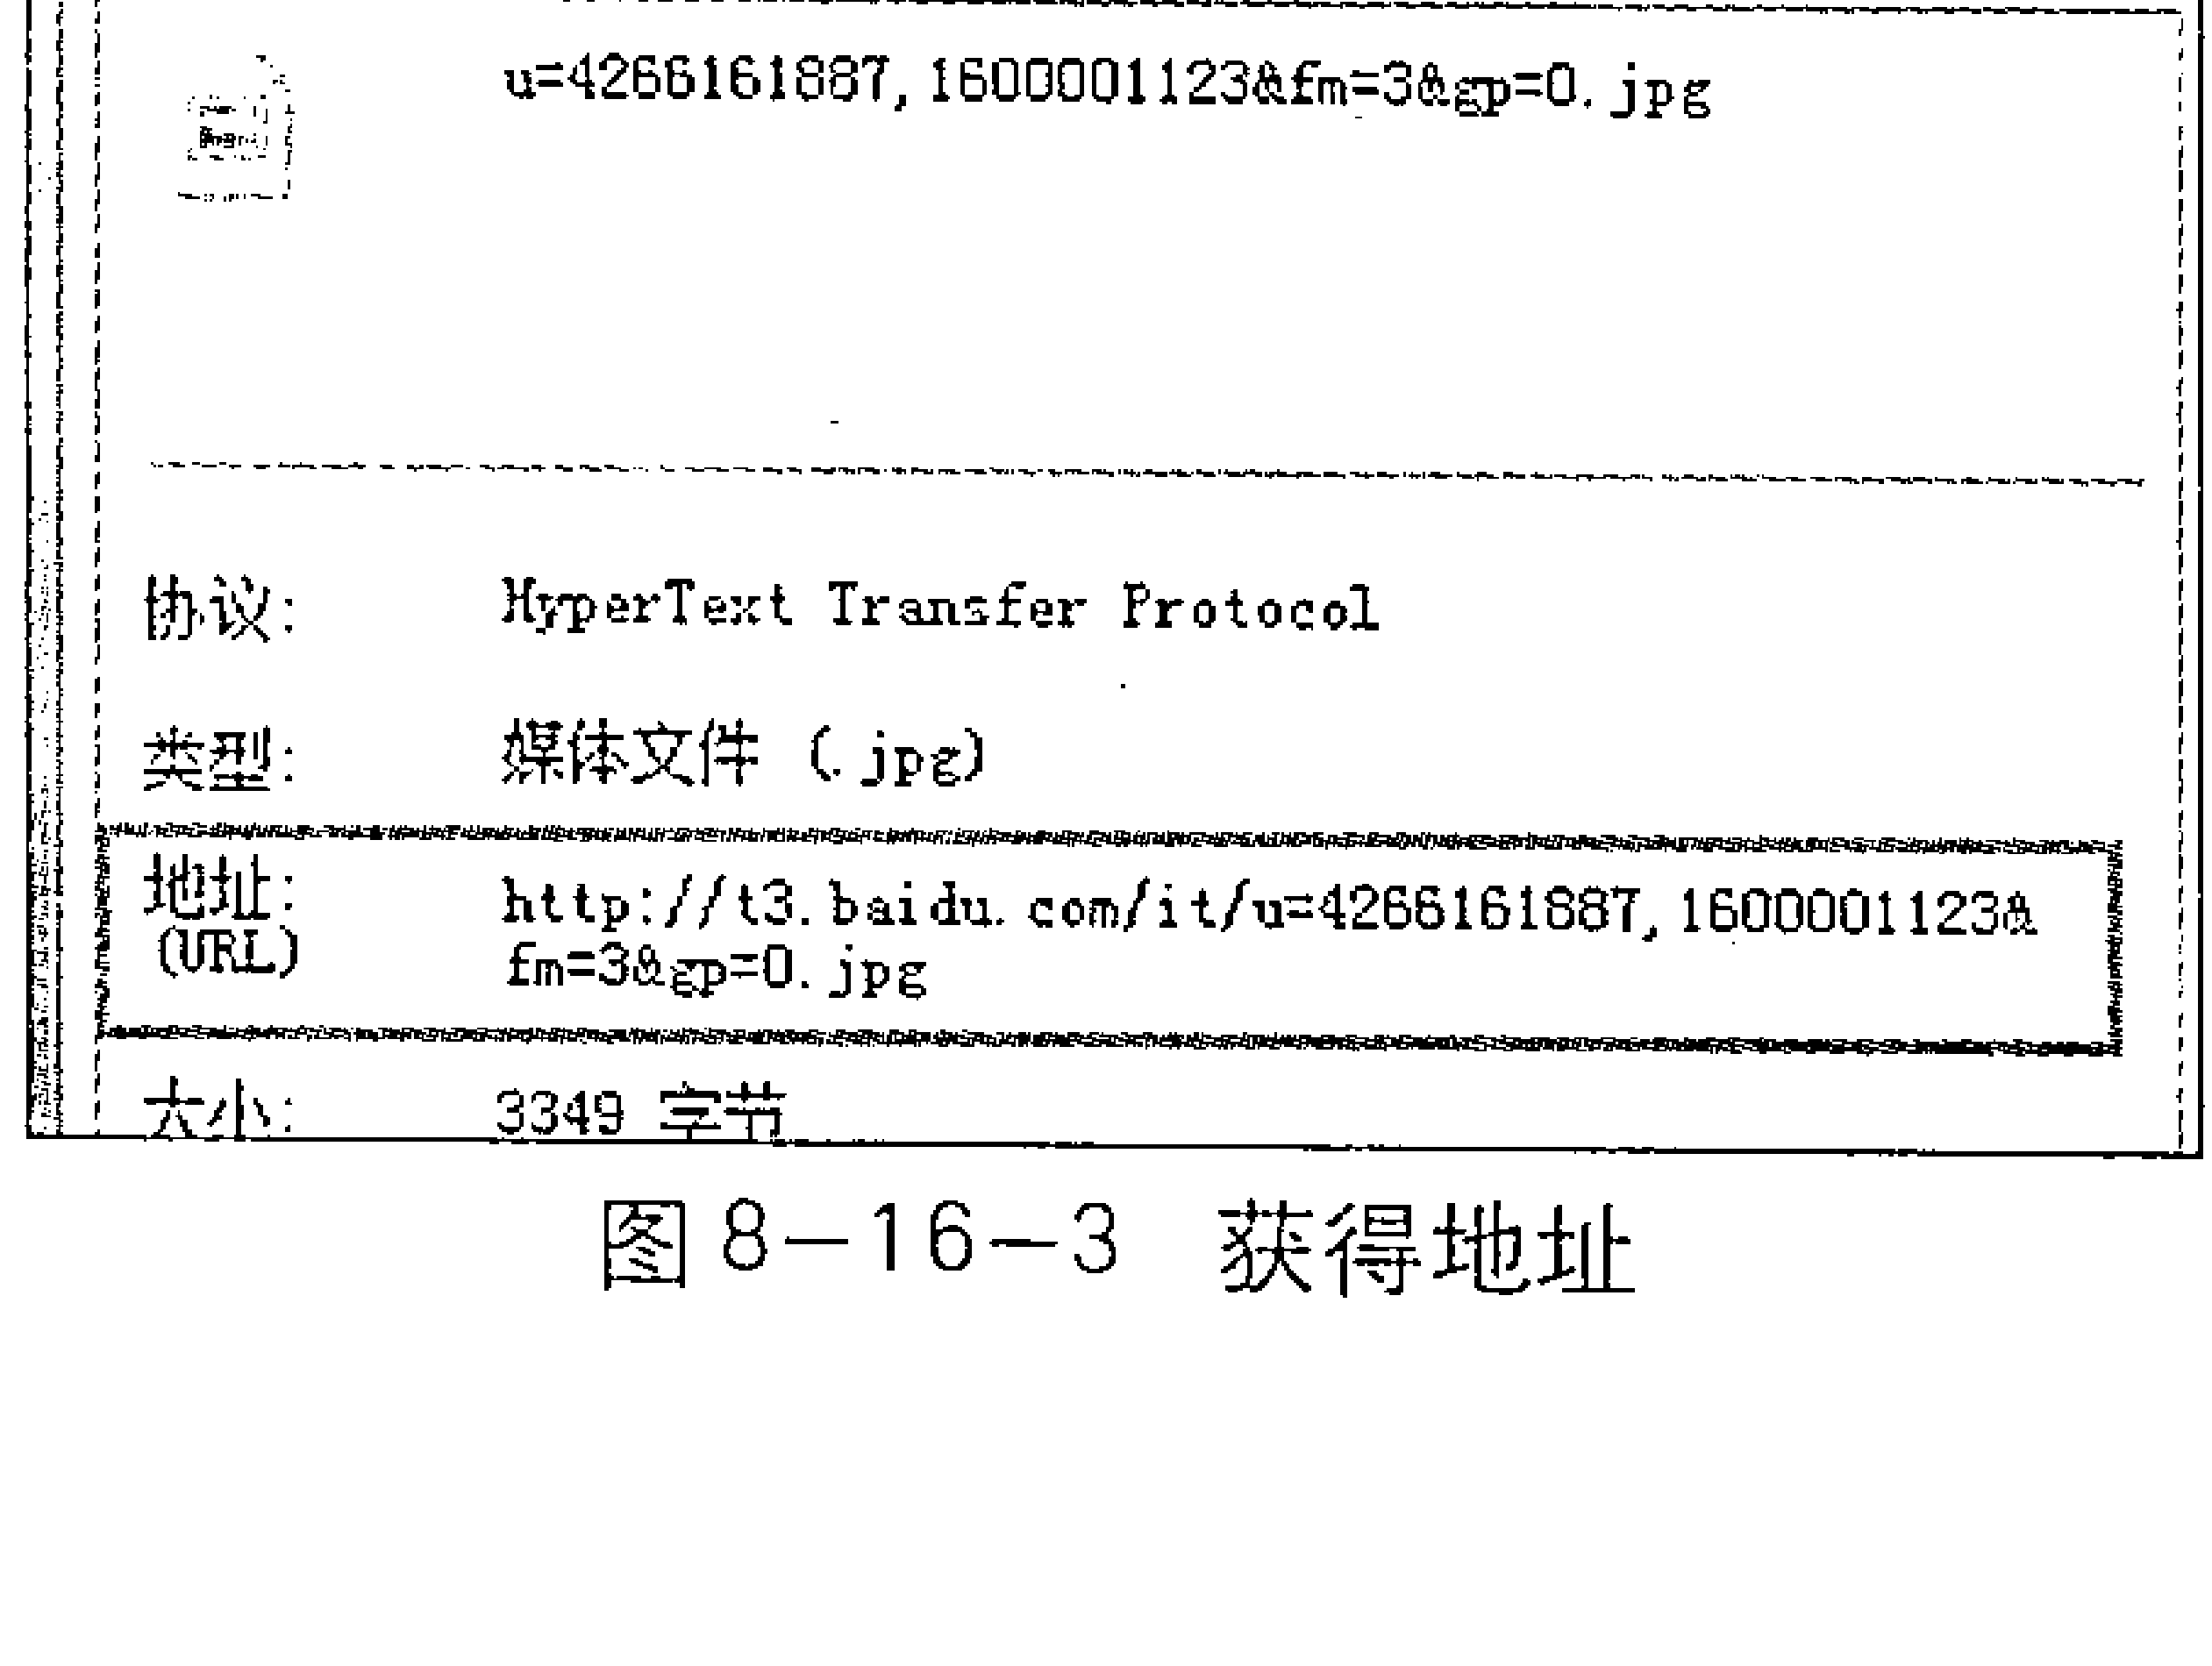 u=4266161887,1600001123&fm=3&gp=0.jpg
协议: HyperText Transfer Protocol
类型: 媒体文件 (.jpg)
地址: http://t3.baidu.com/it/u=4266161887,1600001123&
(URL) fm=3&gp=0.jpg
大小: 3349 字节
图 8-16-3 获得地址